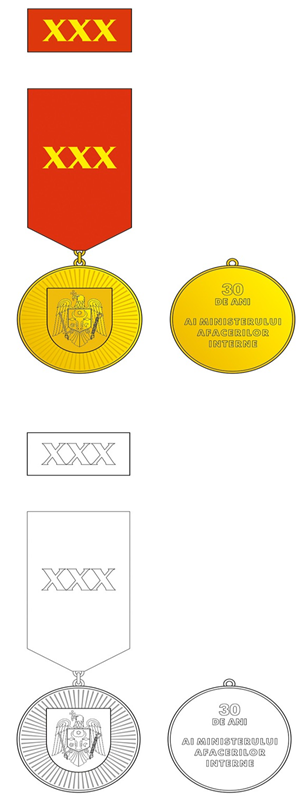 XXX
XXX
30
DE ANI
AI MINISTERULUI
AFACERILOR
INTERNE
XXX
XXX
30
DE ANI
AI MINISTERULUI
AFACERILOR
INTERNE